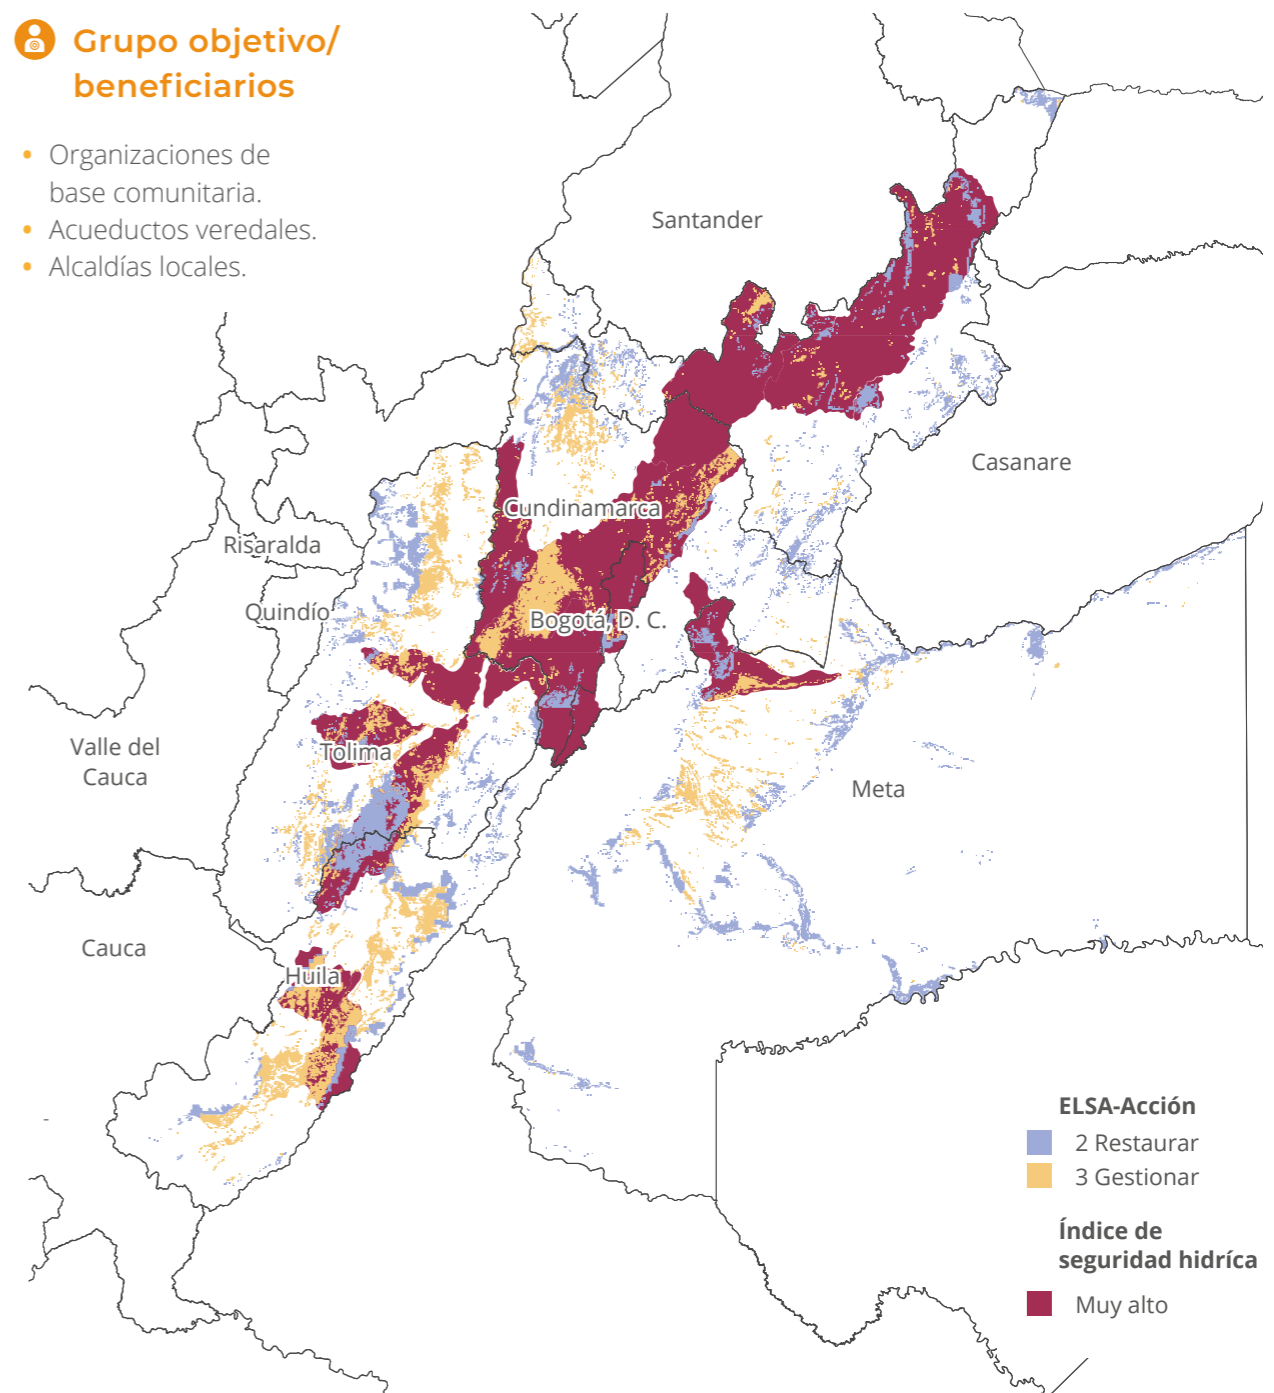 Grupo objetivo/
beneficiarios
• Organizaciones de
base comunitaria.
• Acueductos veredales.
• Alcaldías locales.
Santander
Casanare
Cundinamarca
Risaralda
Quindío
Bogotá, D. C.
Valle del
Cauca
Tolima
Meta
Cauca
Huila
ELSA-Acción
2 Restaurar
3 Gestionar
Índice de
seguridad hidríca
Muy alto